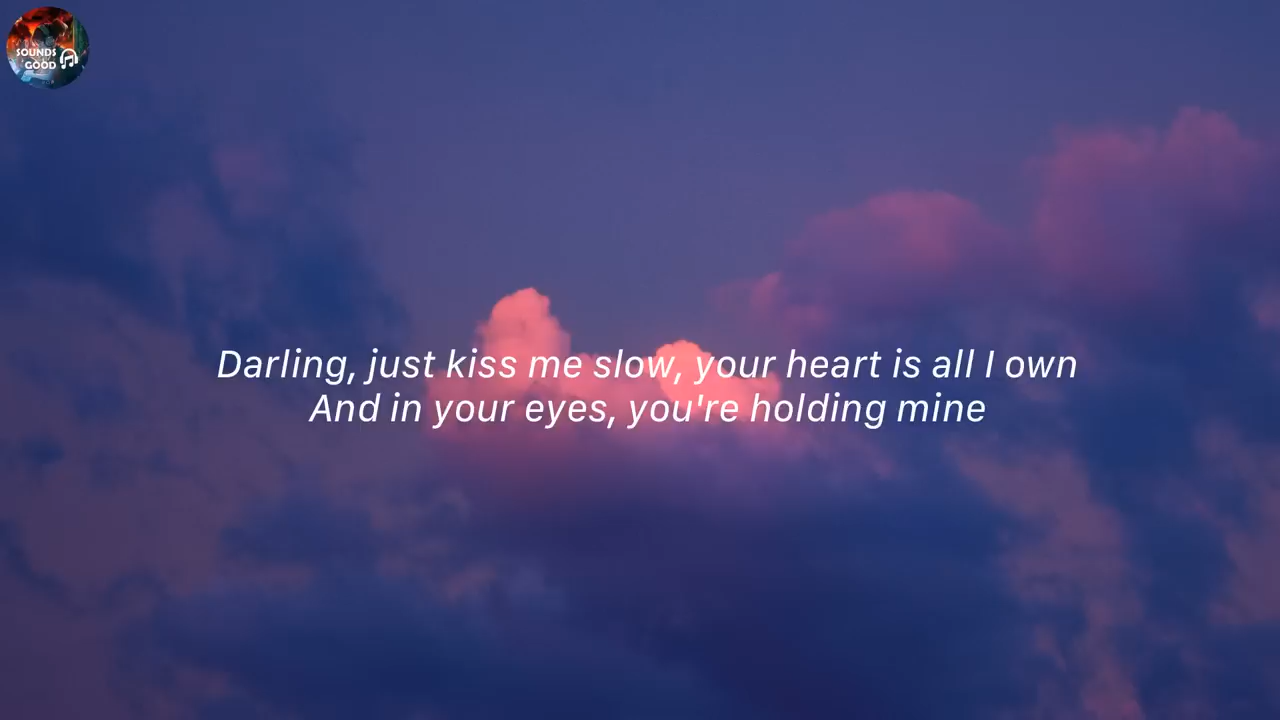 SOUNDS
GOOD
Darling, just kiss me slow, your heart is all I own
And in your eyes, you're holding mine